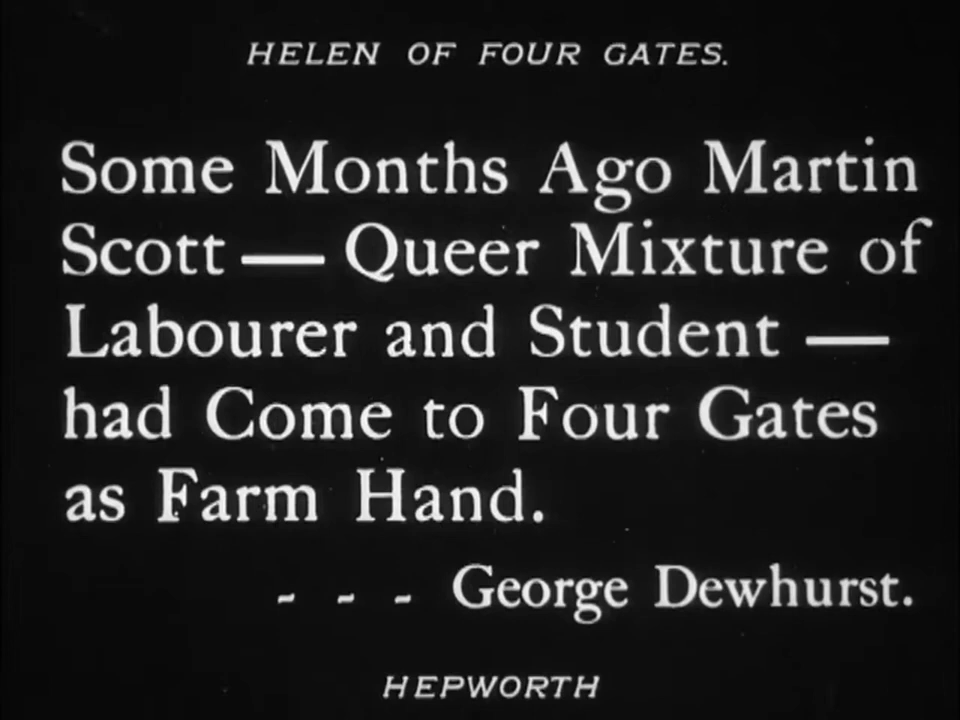 HELEN OF FOUR GATES.
Some Months Ago Martin
Scott — Queer Mixture of
Labourer and Student —
had Come to Four Gates
as Farm Hand.
- - - George Dewhurst.
HEPWORTH